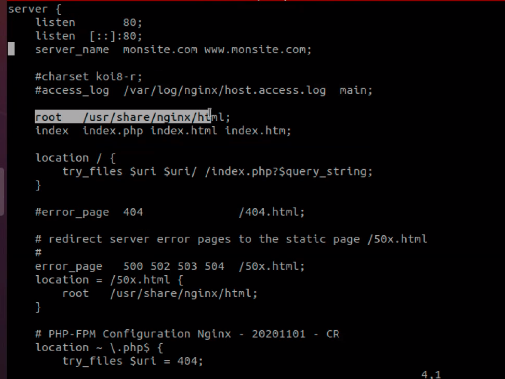 server {
    listen       80;
    listen  [::]:80;
    server_name  monsite.com www.monsite.com;

    #charset koi8-r;
    #access_log  /var/log/nginx/host.access.log  main;

    root   /usr/share/nginx/html;
    index  index.php index.html index.htm;

    location / {
        try_files $uri $uri/ /index.php?$query_string;
    }

    #error_page  404              /404.html;

    # redirect server error pages to the static page /50x.html
    #
    error_page   500 502 503 504  /50x.html;
    location = /50x.html {
        root   /usr/share/nginx/html;
    }

    # PHP-FPM Configuration Nginx - 20201101 - CR
    location ~ \.php$ {
        try_files $uri = 404;
4,1